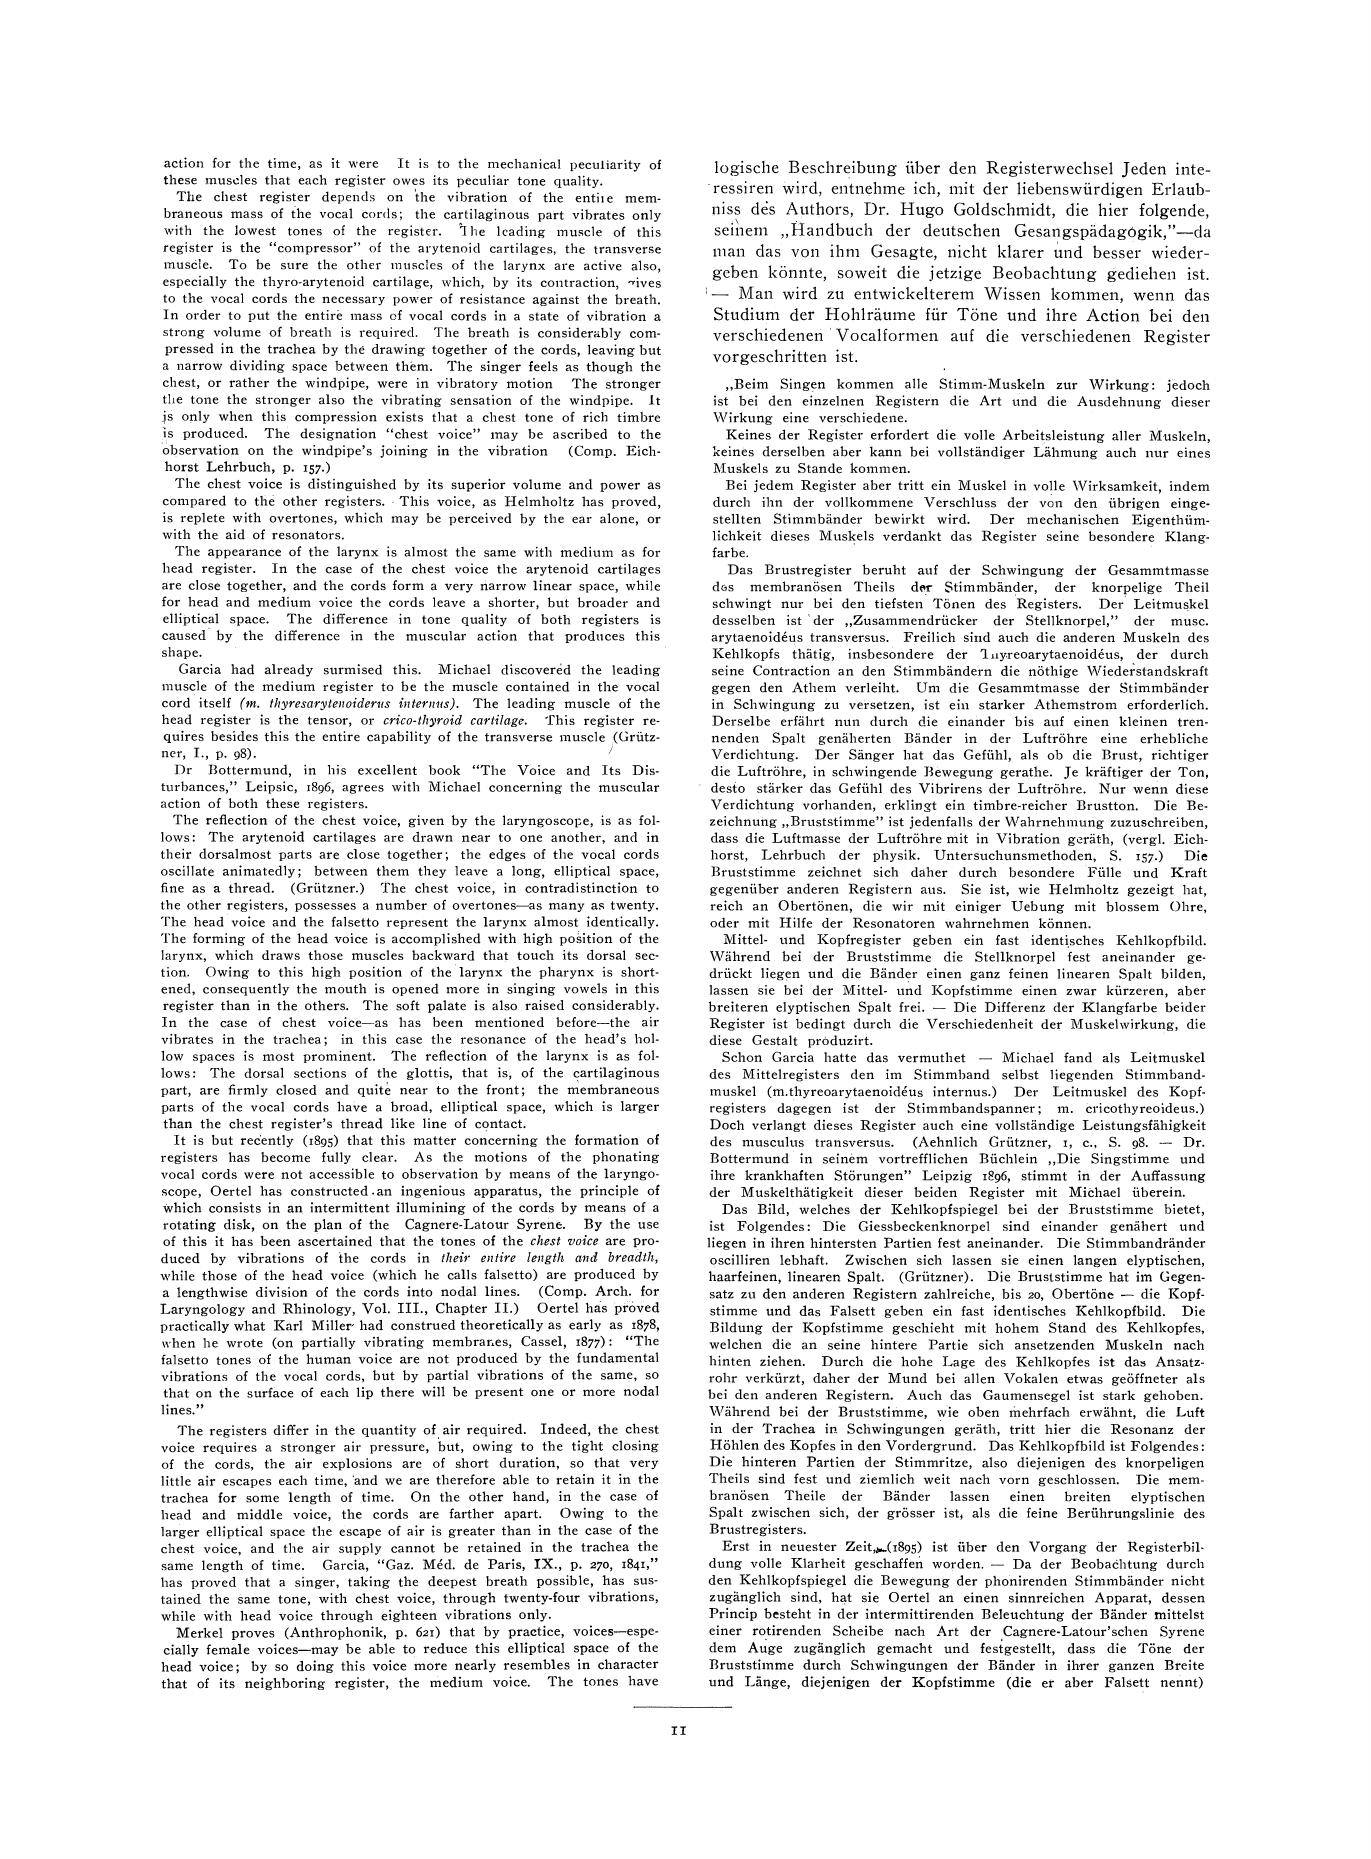 action for the time, as it were It is to the mechanical peculiarity of
these muscles that each register owes its peculiar tone quality.
The chest register depends on the vibration of the entire mem-
braneous mass of the vocal cords; the cartilaginous part vibrates only
with the lowest tones of the register. The leading muscle of this
register is the "compressor" of the arytenoid cartilages, the transverse
muscle. To be sure the other muscles of the larynx are active also,
especially the thyro-arytenoid cartilage, which, by its contraction, gives
to the vocal cords the necessary power of resistance against the breath.
In order to put the entire mass of vocal cords in a state of vibration a
strong volume of breath is required. The breath is considerably com-
pressed in the trachea by the drawing together of the cords, leaving but
a narrow dividing space between them. The singer feels as though the
chest, or rather the windpipe, were in vibratory motion The stronger
the tone the stronger also the vibrating sensation of the windpipe. It
is only when this compression exists that a chest tone of rich timbre
is produced. The designation "chest voice" may be ascribed to the
observation on the windpipe's joining in the vibration (Comp. Eich-
horst Lehrbuch, p. 157.)
The chest voice is distinguished by its superior volume and power as
compared to the other registers. This voice, as Helmholtz has proved,
is replete with overtones, which may be perceived by the ear alone, or
with the aid of resonators.
The appearance of the larynx is almost the same with medium as for
head register. In the case of the chest voice the arytenoid cartilages
are close together, and the cords form a very narrow linear space, while
for head and medium voice the cords leave a shorter, but broader and
elliptical space. The difference in tone quality of both registers is
caused by the difference in the muscular action that produces this
shape.
Garcia had already surmised this. Michael discovered the leading
muscle of the medium register to be the muscle contained in the vocal
cord itself (m. thyresarytenoiderus internus). The leading muscle of the
head register is the tensor, or crico-thyroid cartilage. This register re-
quires besides this the entire capability of the transverse muscle (Grütz-
ner, I., p. 98).
Dr Bottermund, in his excellent book "The Voice and Its Dis-
turbances," Leipsic, 1896, agrees with Michael concerning the muscular
action of both these registers.
The reflection of the chest voice, given by the laryngoscope, is as fol-
lows: The arytenoid cartilages are drawn near to one another, and in
their dorsalmost parts are close together; the edges of the vocal cords
oscillate animatedly; between them they leave a long, elliptical space,
fine as a thread. (Grützner.) The chest voice, in contradistinction to
the other registers, possesses a number of overtones—as many as twenty.
The head voice and the falsetto represent the larynx almost identically.
The forming of the head voice is accomplished with high position of the
larynx, which draws those muscles backward that touch its dorsal sec-
tion. Owing to this high position of the larynx the pharynx is short-
ened, consequently the mouth is opened more in singing vowels in this
register than in the others. The soft palate is also raised considerably.
In the case of chest voice—as has been mentioned before—the air
vibrates in the trachea; in this case the resonance of the head's hol-
low spaces is most prominent. The reflection of the larynx is as fol-
lows: The dorsal sections of the glottis, that is, of the cartilaginous
part, are firmly closed and quite near to the front; the membraneous
parts of the vocal cords have a broad, elliptical space, which is larger
than the chest register's thread like line of contact.
It is but recently (1895) that this matter concerning the formation of
registers has become fully clear. As the motions of the phonating
vocal cords were not accessible to observation by means of the laryngo-
scope, Oertel has constructed an ingenious apparatus, the principle of
which consists in an intermittent illumining of the cords by means of a
rotating disk, on the plan of the Cagnere-Latour Syrene. By the use
of this it has been ascertained that the tones of the chest voice are pro-
duced by vibrations of the cords in their entire length and breadth,
while those of the head voice (which he calls falsetto) are produced by
a lengthwise division of the cords into nodal lines. (Comp. Arch. for
Laryngology and Rhinology, Vol. III., Chapter II.) Oertel has proved
practically what Karl Miller had construed theoretically as early as 1878,
when he wrote (on partially vibrating membranes, Cassel, 1877): "The
falsetto tones of the human voice are not produced by the fundamental
vibrations of the vocal cords, but by partial vibrations of the same, so
that on the surface of each lip there will be present one or more nodal
lines."
The registers differ in the quantity of air required. Indeed, the chest
voice requires a stronger air pressure, but, owing to the tight closing
of the cords, the air explosions are of short duration, so that very
little air escapes each time, and we are therefore able to retain it in the
trachea for some length of time. On the other hand, in the case of
head and middle voice, the cords are farther apart. Owing to the
larger elliptical space the escape of air is greater than in the case of the
chest voice, and the air supply cannot be retained in the trachea the
same length of time. Garcia, "Gaz. Méd. de Paris, IX., p. 270, 1841,"
has proved that a singer, taking the deepest breath possible, has sus-
tained the same tone, with chest voice, through twenty-four vibrations,
while with head voice through eighteen vibrations only.
Merkel proves (Anthrophonik, p. 621) that by practice, voices—espe-
cially female voices—may be able to reduce this elliptical space of the
head voice; by so doing this voice more nearly resembles in character
that of its neighboring register, the medium voice. The tones have
logische Beschreibung über den Registerwechsel Jeden inte-
ressiren wird, entnehme ich, mit der liebenswürdigen Erlaub-
niss des Authors, Dr. Hugo Goldschmidt, die hier folgende,
seinem ,,Handbuch der deutschen Gesangspädagogik,"—da
man das von ihm Gesagte, nicht klarer und besser wieder-
geben könnte, soweit die jetzige Beobachtung gediehen ist.
— Man wird zu entwickelterem Wissen kommen, wenn das
Studium der Hohlräume für Töne und ihre Action bei den
verschiedenen Vocalformen auf die verschiedenen Register
vorgeschritten ist.
,,Beim Singen kommen alle Stimm-Muskeln zur Wirkung: jedoch
ist bei den einzelnen Registern die Art und die Ausdehnung dieser
Wirkung eine verschiedene.
Keines der Register erfordert die volle Arbeitsleistung aller Muskeln,
keines derselben aber kann bei vollständiger Lähmung auch nur eines
Muskels zu Stande kommen.
Bei jedem Register aber tritt ein Muskel in volle Wirksamkeit, indem
durch ihn der vollkommene Verschluss der von den übrigen einge-
stellten Stimmbänder bewirkt wird. Der mechanischen Eigenthüm-
lichkeit dieses Muskels verdankt das Register seine besondere Klang-
farbe.
Das Brustregister beruht auf der Schwingung der Gesammtmasse
des membranösen Theils der Stimmbänder, der knorpelige Theil
schwingt nur bei den tiefsten Tönen des Registers. Der Leitmuskel
desselben ist der ,,Zusammendrücker der Stellknorpel," der musc.
arytaenoidéus transversus. Freilich sind auch die anderen Muskeln des
Kehlkopfs thätig, insbesondere der Thyreoarytaenoidéus, der durch
seine Contraction an den Stimmbändern die nöthige Wiederstandskraft
gegen den Athem verleiht. Um die Gesammtmasse der Stimmbänder
in Schwingung zu versetzen, ist ein starker Athemstrom erforderlich.
Derselbe erfährt nun durch die einander bis auf einen kleinen tren-
nenden Spalt genäherten Bänder in der Luftröhre eine erhebliche
Verdichtung. Der Sänger hat das Gefühl, als ob die Brust, richtiger
die Luftröhre, in schwingende Bewegung gerathe. Je kräftiger der Ton,
desto stärker das Gefühl des Vibrirens der Luftröhre. Nur wenn diese
Verdichtung vorhanden, erklingt ein timbre-reicher Brustton. Die Be-
zeichnung ,,Bruststimme" ist jedenfalls der Wahrnehmung zuzuschreiben,
dass die Luftmasse der Luftröhre mit in Vibration geräth, (vergl. Eich-
horst, Lehrbuch der physik. Untersuchunsmethoden, S. 157.) Die
Bruststimme zeichnet sich daher durch besondere Fülle und Kraft
gegenüber anderen Registern aus. Sie ist, wie Helmholtz gezeigt hat,
reich an Obertönen, die wir mit einiger Uebung mit blossem Ohre,
oder mit Hilfe der Resonatoren wahrnehmen können.
Mittel- und Kopfregister geben ein fast identisches Kehlkopfbild.
Während bei der Bruststimme die Stellknorpel fest aneinander ge-
drückt liegen und die Bänder einen ganz feinen linearen Spalt bilden,
lassen sie bei der Mittel- und Kopfstimme einen zwar kürzeren, aber
breiteren elyptischen Spalt frei. — Die Differenz der Klangfarbe beider
Register ist bedingt durch die Verschiedenheit der Muskelwirkung, die
diese Gestalt produzirt.
Schon Garcia hatte das vermuthet — Michael fand als Leitmuskel
des Mittelregisters den im Stimmband selbst liegenden Stimmband-
muskel (m.thyreoarytaenoidéus internus.) Der Leitmuskel des Kopf-
registers dagegen ist der Stimmbandspanner; m. cricothyreoideus.)
Doch verlangt dieses Register auch eine vollständige Leistungsfähigkeit
des musculus transversus. (Aehnlich Grützner, 1, c., S. 98. — Dr.
Bottermund in seinem vortrefflichen Büchlein ,,Die Singstimme und
ihre krankhaften Störungen" Leipzig 1896, stimmt in der Auffassung
der Muskelthätigkeit dieser beiden Register mit Michael überein.
Das Bild, welches der Kehlkopfspiegel bei der Bruststimme bietet,
ist Folgendes: Die Giessbeckenknorpel sind einander genähert und
liegen in ihren hintersten Partien fest aneinander. Die Stimmbandränder
oscilliren lebhaft. Zwischen sich lassen sie einen langen elyptischen,
haarfeinen, linearen Spalt. (Grützner). Die Bruststimme hat im Gegen-
satz zu den anderen Registern zahlreiche, bis 20, Obertöne — die Kopf-
stimme und das Falsett geben ein fast identisches Kehlkopfbild. Die
Bildung der Kopfstimme geschieht mit hohem Stand des Kehlkopfes,
welchen die an seine hintere Partie sich ansetzenden Muskeln nach
hinten ziehen. Durch die hohe Lage des Kehlkopfes ist das Ansatz-
rohr verkürzt, daher der Mund bei allen Vokalen etwas geöffneter als
bei den anderen Registern. Auch das Gaumensegel ist stark gehoben.
Während bei der Bruststimme, wie oben mehrfach erwähnt, die Luft
in der Trachea in Schwingungen geräth, tritt hier die Resonanz der
Höhlen des Kopfes in den Vordergrund. Das Kehlkopfbild ist Folgendes:
Die hinteren Partien der Stimmritze, also diejenigen des knorpeligen
Theils sind fest und ziemlich weit nach vorn geschlossen. Die mem-
branösen Theile der Bänder lassen einen breiten elyptischen
Spalt zwischen sich, der grösser ist, als die feine Berührungslinie des
Brustregisters.
Erst in neuester Zeit, (1895) ist über den Vorgang der Registerbil-
dung volle Klarheit geschaffen worden. — Da der Beobachtung durch
den Kehlkopfspiegel die Bewegung der phonirenden Stimmbänder nicht
zugänglich sind, hat sie Oertel an einen sinnreichen Apparat, dessen
Princip besteht in der intermittirenden Beleuchtung der Bänder mittelst
einer rotirenden Scheibe nach Art der Cagnere-Latour'schen Syrene
dem Auge zugänglich gemacht und festgestellt, dass die Töne der
Bruststimme durch Schwingungen der Bänder in ihrer ganzen Breite
und Länge, diejenigen der Kopfstimme (die er aber Falsett nennt)
11